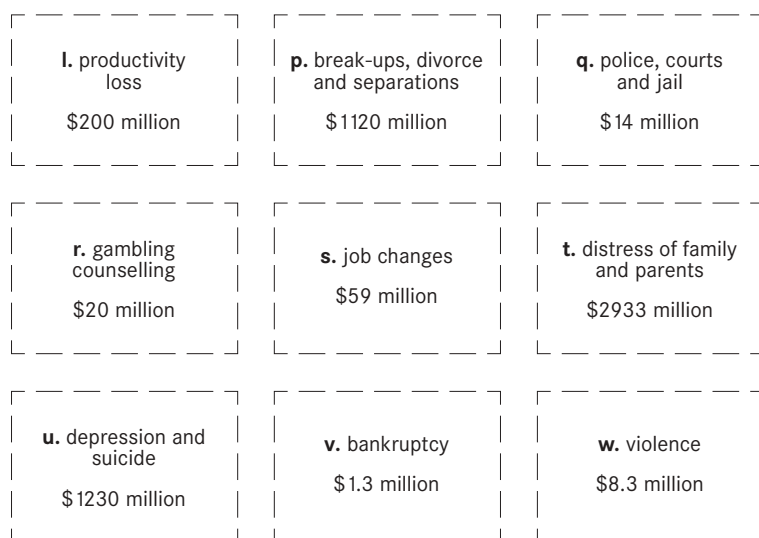 l. productivity
loss
$200 million
p. break-ups, divorce
and separations
$1120 million
q. police, courts
and jail
$14 million
r. gambling
counselling
$20 million
s. job changes
$59 million
t. distress of family
and parents
$2933 million
u. depression and
suicide
$1230 million
v. bankruptcy
$1.3 million
w. violence
$8.3 million